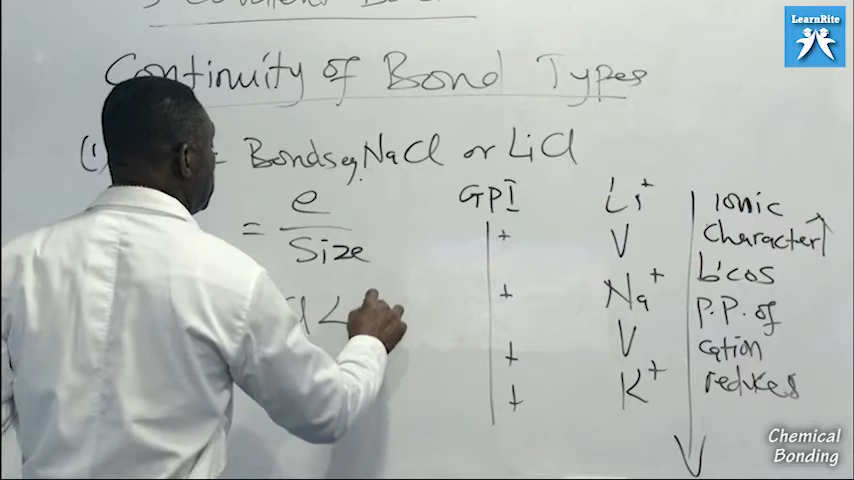 LearnRite
Continuity of Bond Types
= Bonds eg. NaCl or LiCl
= e
Size
GPI
+
+
+
+
Li+
V
Na+
V
K+
Ionic
character↑
b'cos
p.p. of
cation
reduces
Chemical
Bonding